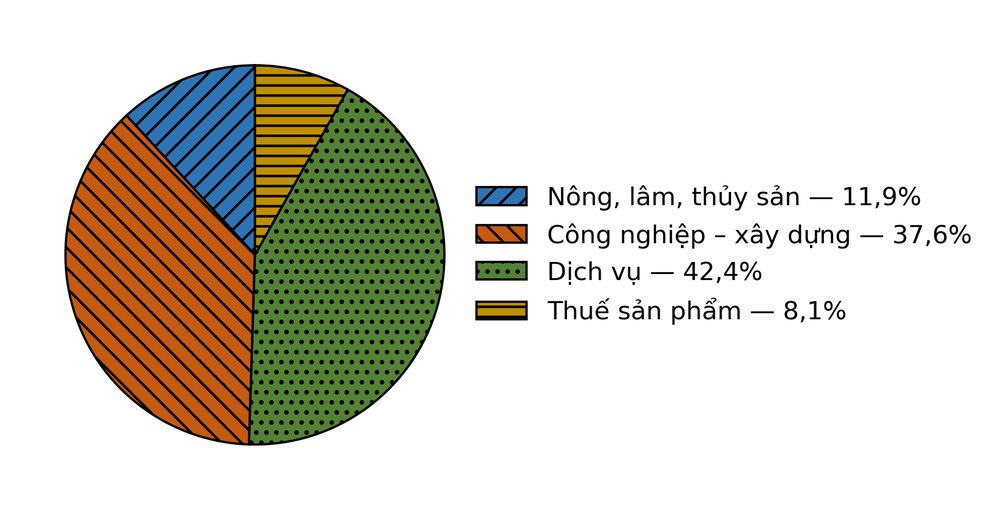 Nông, lâm, thủy sản — 11,9%
Công nghiệp – xây dựng — 37,6%
Dịch vụ — 42,4%
Thuế sản phẩm — 8,1%